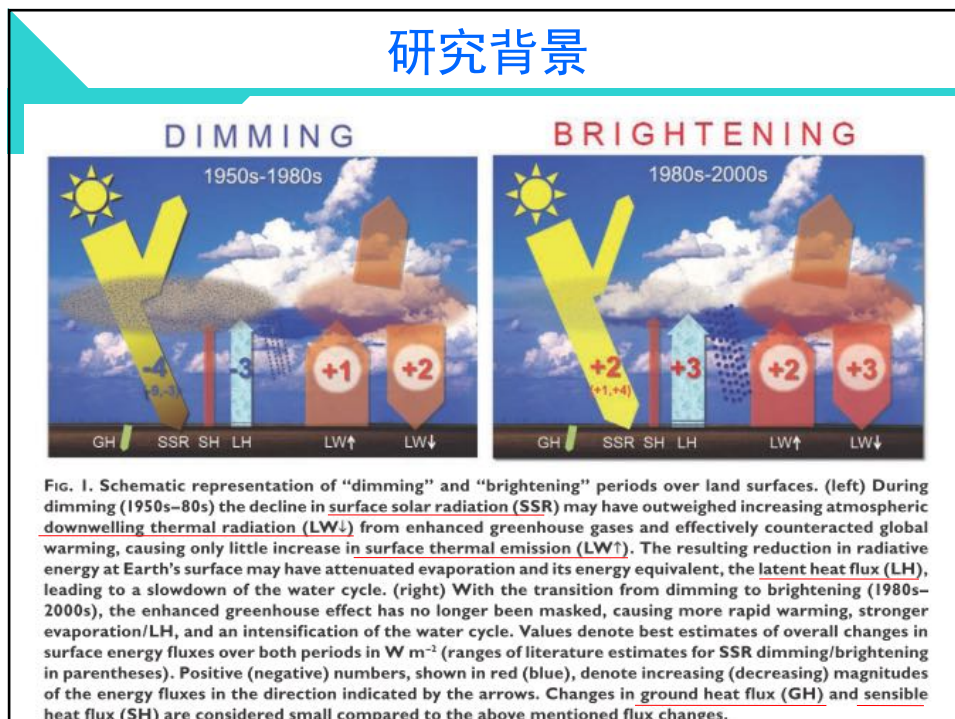 研究背景
DIMMING
BRIGHTENING
1950s-1980s
1980s-2000s
-4
(-9,-3)
-3
+1
+2
+2
(+1,+4)
+3
+2
+3
GH SSR SH LH LW↑ LW↓
GH SSR SH LH LW↑ LW↓
FIG. 1. Schematic representation of “dimming” and “brightening” periods over land surfaces. (left) During
dimming (1950s–80s) the decline in surface solar radiation (SSR) may have outweighed increasing atmospheric
downwelling thermal radiation (LW↓) from enhanced greenhouse gases and effectively counteracted global
warming, causing only little increase in surface thermal emission (LW↑). The resulting reduction in radiative
energy at Earth’s surface may have attenuated evaporation and its energy equivalent, the latent heat flux (LH),
leading to a slowdown of the water cycle. (right) With the transition from dimming to brightening (1980s–
2000s), the enhanced greenhouse effect has no longer been masked, causing more rapid warming, stronger
evaporation/LH, and an intensification of the water cycle. Values denote best estimates of overall changes in
surface energy fluxes over both periods in W m⁻² (ranges of literature estimates for SSR dimming/brightening
in parentheses). Positive (negative) numbers, shown in red (blue), denote increasing (decreasing) magnitudes
of the energy fluxes in the direction indicated by the arrows. Changes in ground heat flux (GH) and sensible
heat flux (SH) are considered small compared to the above mentioned flux changes.